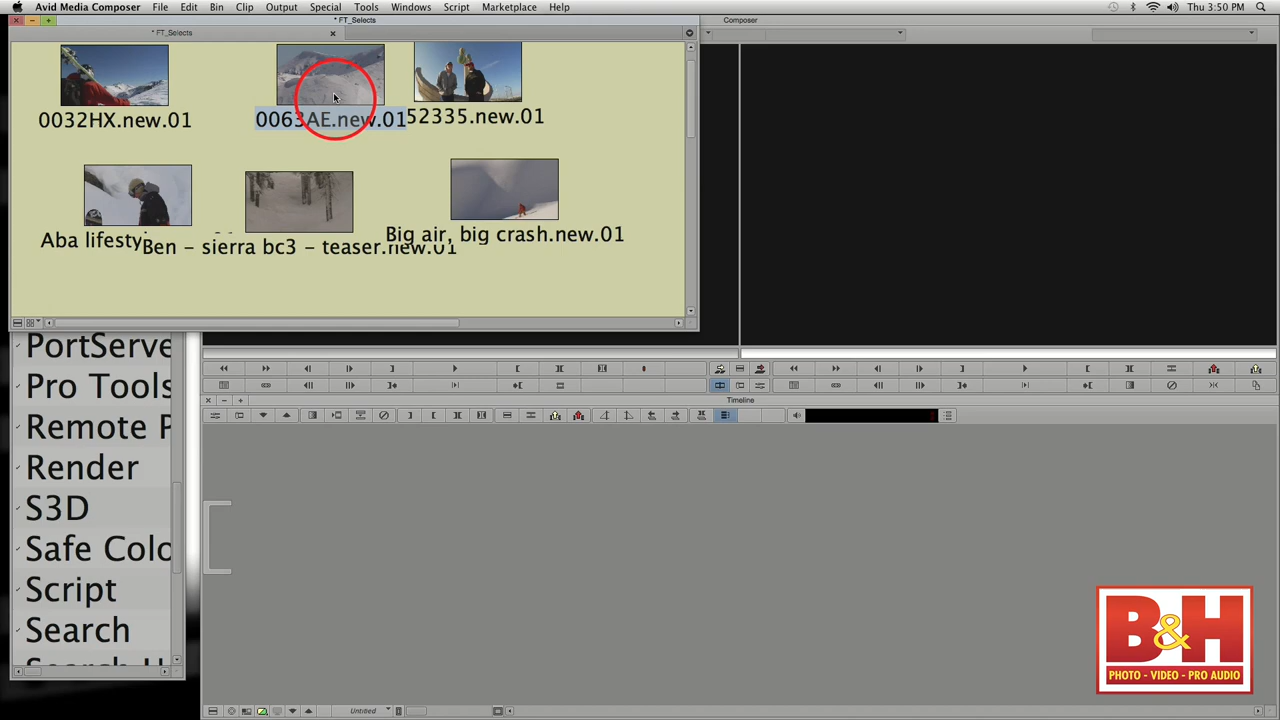 Avid Media Composer File Edit Bin Clip Output Special Tools Windows Script Marketplace Help Thu 3:50 PM
* FT_Selects
Composer
* FT_Selects
0032HX.new.01
0063AE.new.01
52335.new.01
Aba lifesty
Ben - sierra bc3 - teaser.new.01
Big air, big crash.new.01
PortServe
Pro Tools
Remote P
Render
S3D
Safe Colo
Script
Search
Timeline
Untitled
B&H
PHOTO - VIDEO - PRO AUDIO